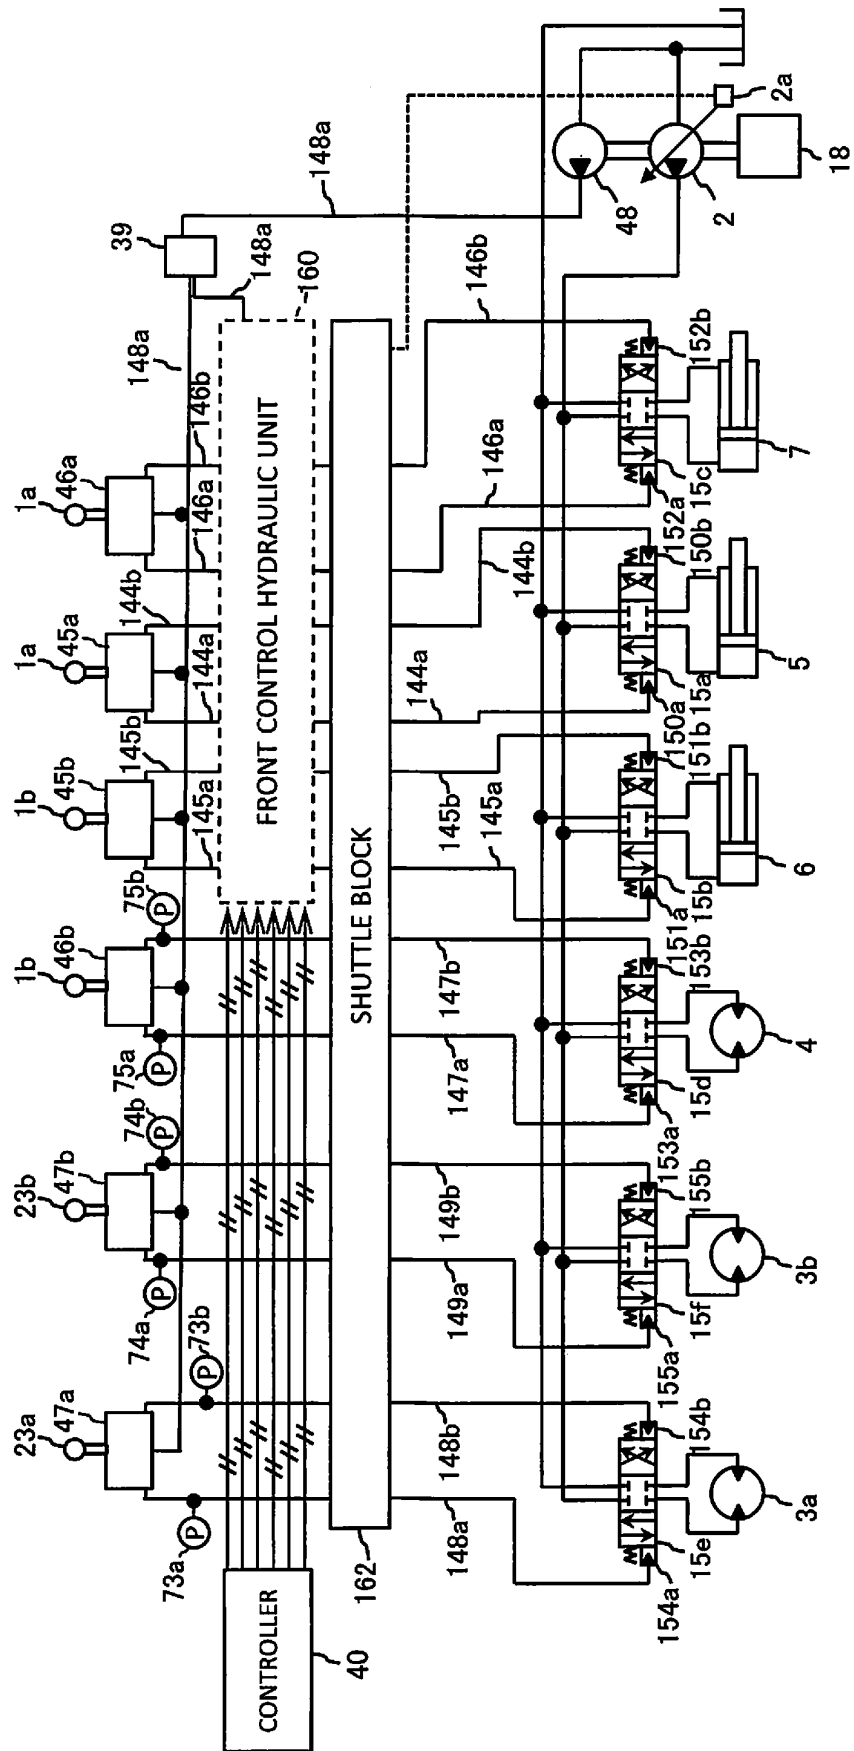 23a
47a
73a
P
73b
P
23b
47b
74a
P
74b
P
1b
46b
75a
P
75b
P
1b
45b
145b
145a
1a
45a
144b
144a
1a
46a
146b
146a
148a
39
148a
148a
CONTROLLER
40
FRONT CONTROL HYDRAULIC UNIT
160
SHUTTLE BLOCK
162
148a
148b
149a
149b
147a
147b
145a
145b
144a
144b
146a
146b
48
2
2a
18
154a
15e
154b
3a
155a
15f
155b
3b
153a
15d
153b
4
151a
15b
151b
6
150a
15a
150b
5
152a
15c
152b
7